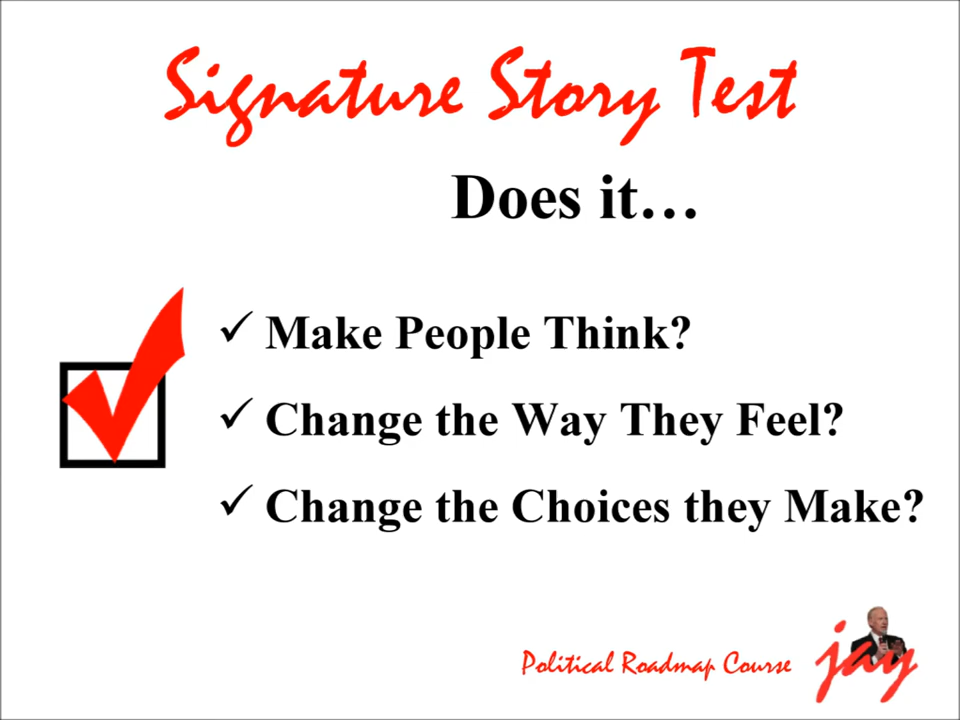 Signature Story Test
Does it…
✓ Make People Think?
✓ Change the Way They Feel?
✓ Change the Choices they Make?
Political Roadmap Course
jay